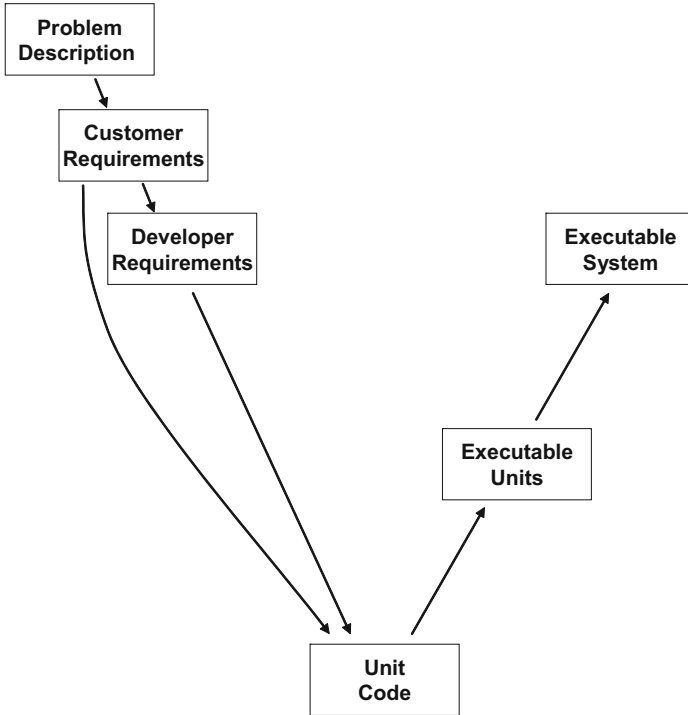 Problem
Description
Customer
Requirements
Developer
Requirements
Executable
System
Executable
Units
Unit
Code